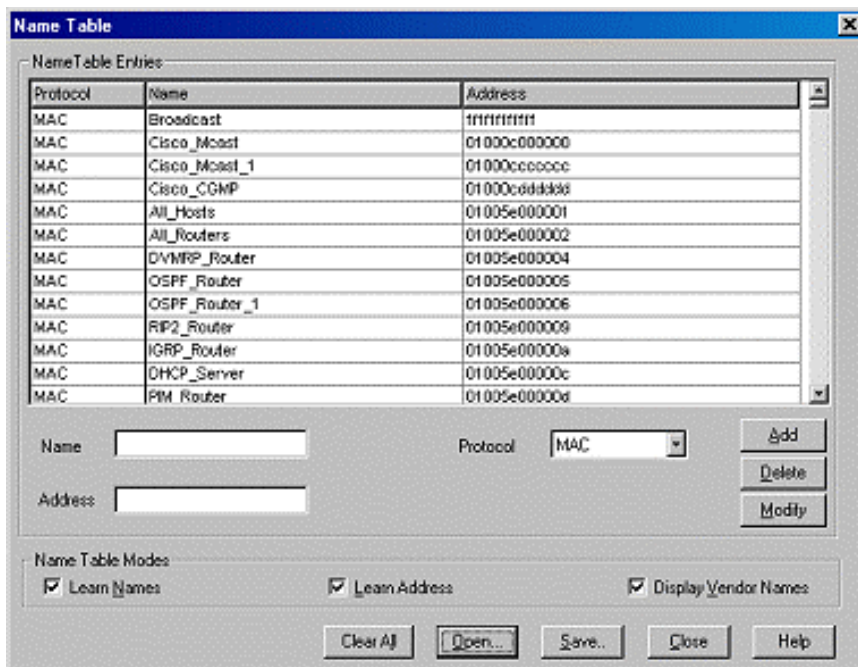 Name Table
NameTable Entries
Protocol Name Address
MAC Broadcast ffffffffffff
MAC Cisco_Mcast 01000c000000
MAC Cisco_Mcast_1 01000ccccccc
MAC Cisco_CGMP 01000cdddddd
MAC All_Hosts 01005e000001
MAC All_Routers 01005e000002
MAC DVMRP_Router 01005e000004
MAC OSPF_Router 01005e000005
MAC OSPF_Router_1 01005e000006
MAC RIP2_Router 01005e000009
MAC IGRP_Router 01005e00000a
MAC DHCP_Server 01005e00000c
MAC PIM_Router 01005e00000d
Name Protocol MAC Add
Delete
Address Modify
Name Table Modes
Learn Names Learn Address Display Vendor Names
Clear All Open... Save.. Close Help